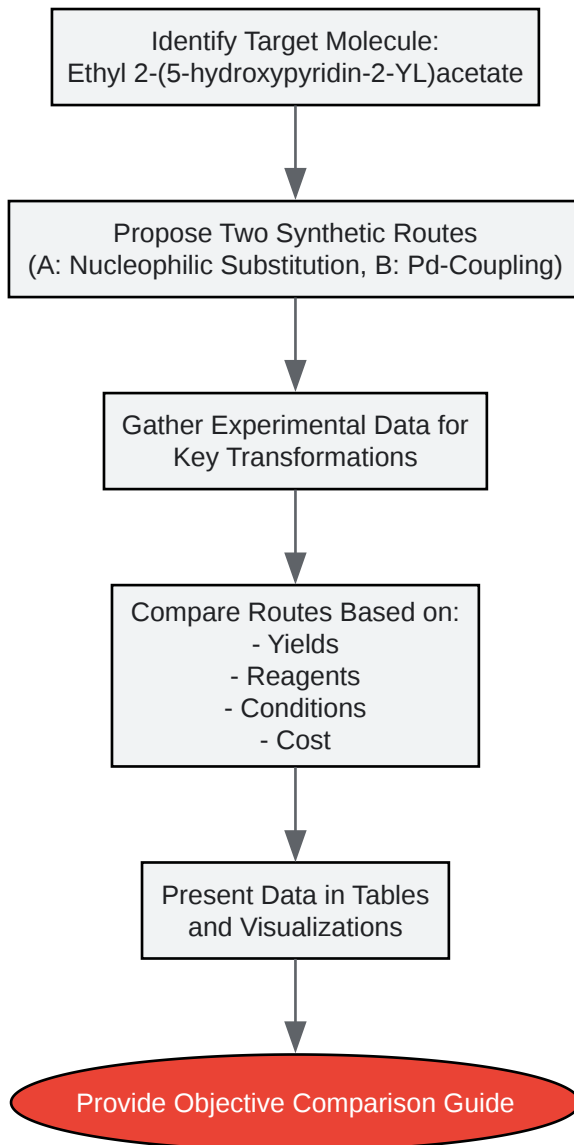 Identify Target Molecule:
Ethyl 2-(5-hydroxypyridin-2-YL)acetate
Propose Two Synthetic Routes
(A: Nucleophilic Substitution, B: Pd-Coupling)
Gather Experimental Data for
Key Transformations
Compare Routes Based on:
- Yields
- Reagents
- Conditions
- Cost
Present Data in Tables
and Visualizations
Provide Objective Comparison Guide